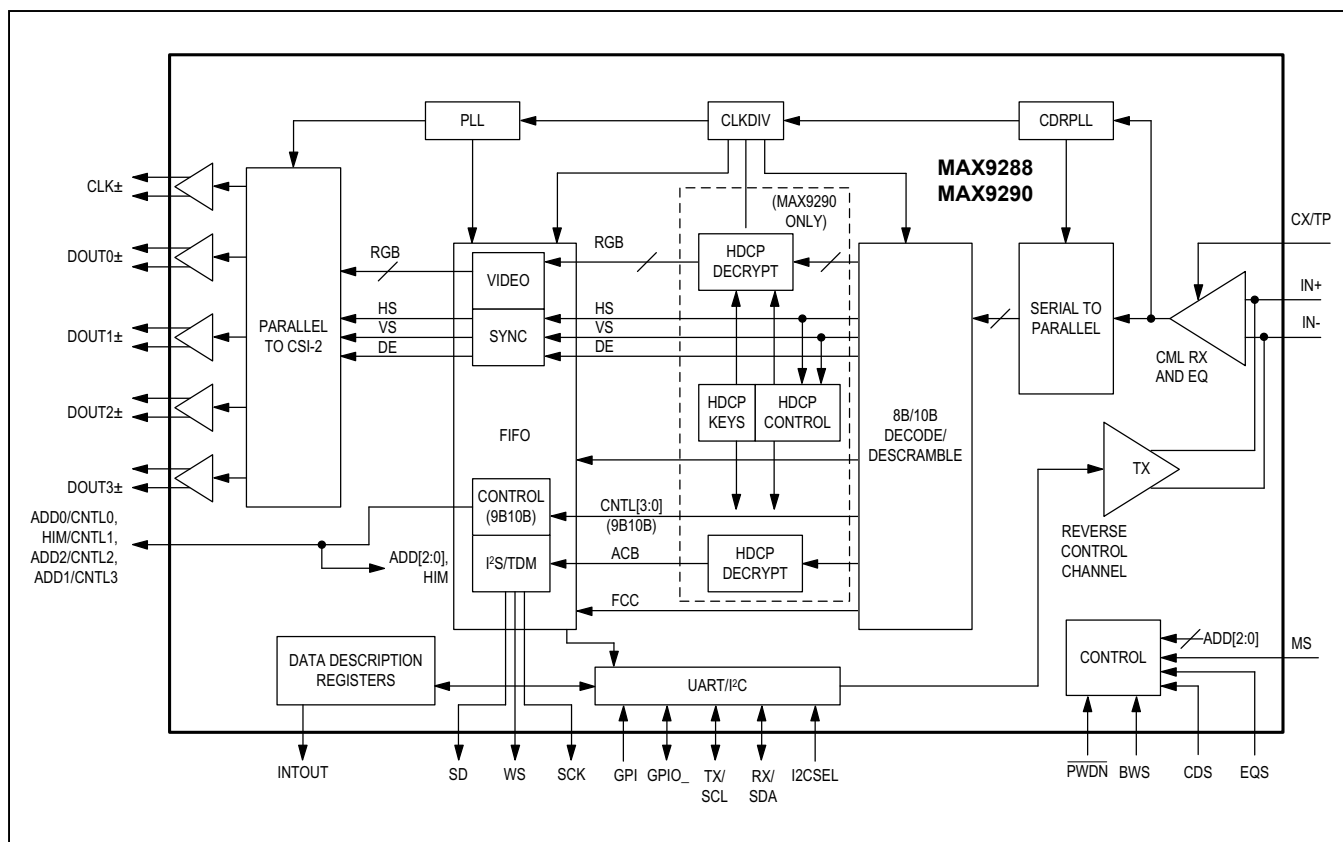 PLL
CLKDIV
CDRPLL
MAX9288
MAX9290
(MAX9290
ONLY)
CLK±
DOUT0±
DOUT1±
DOUT2±
DOUT3±
ADD0/CNTL0,
HIM/CNTL1,
ADD2/CNTL2,
ADD1/CNTL3
PARALLEL
TO CSI-2
RGB
HS
VS
DE
VIDEO
SYNC
FIFO
CONTROL
(9B10B)
I²S/TDM
ADD[2:0],
HIM
RGB
HS
VS
DE
HDCP
DECRYPT
HDCP
KEYS
HDCP
CONTROL
CNTL[3:0]
(9B10B)
ACB
HDCP
DECRYPT
FCC
8B/10B
DECODE/
DESCRAMBLE
SERIAL TO
PARALLEL
CML RX
AND EQ
CX/TP
IN+
IN-
TX
REVERSE
CONTROL
CHANNEL
DATA DESCRIPTION
REGISTERS
UART/I²C
CONTROL
ADD[2:0]
MS
INTOUT
SD
WS
SCK
GPI
GPIO_
TX/
SCL
RX/
SDA
I2CSEL
PWDN
BWS
CDS
EQS